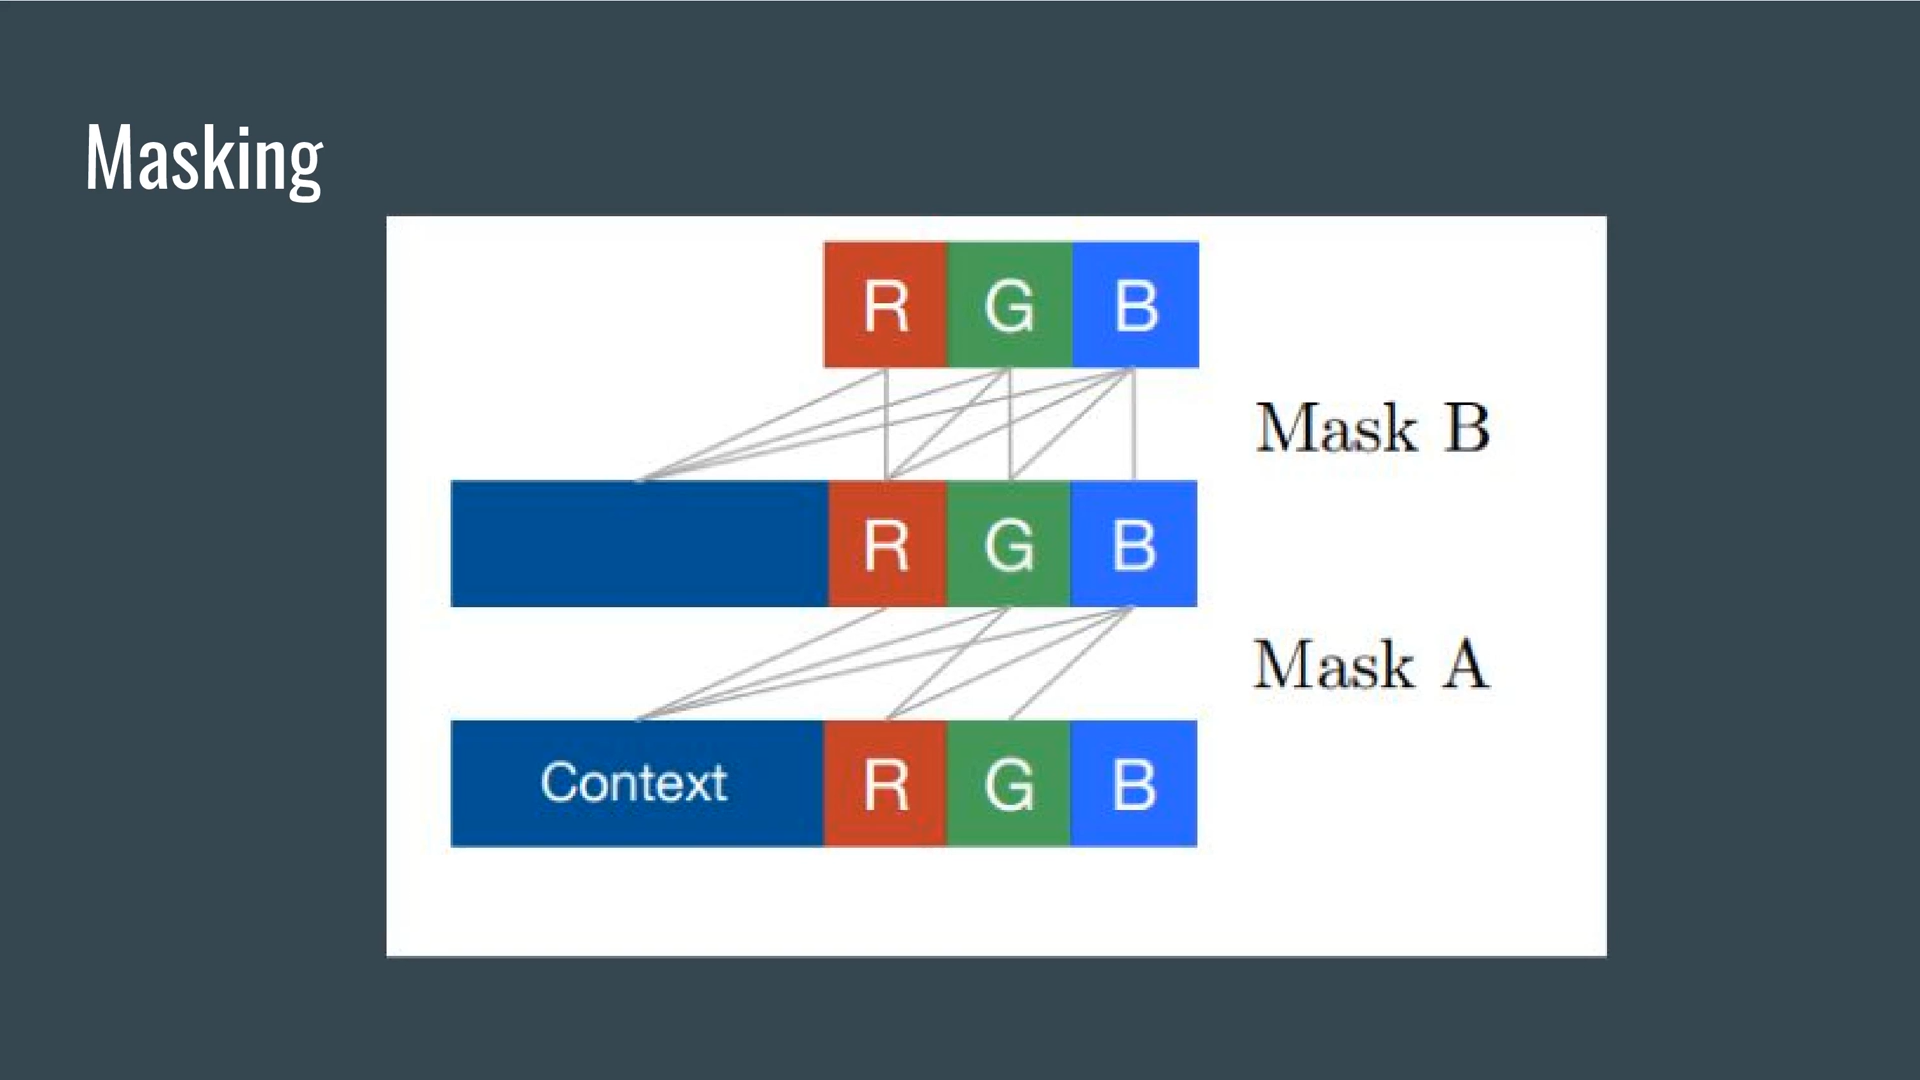 Masking
R G B
Mask B
R G B
Mask A
Context R G B